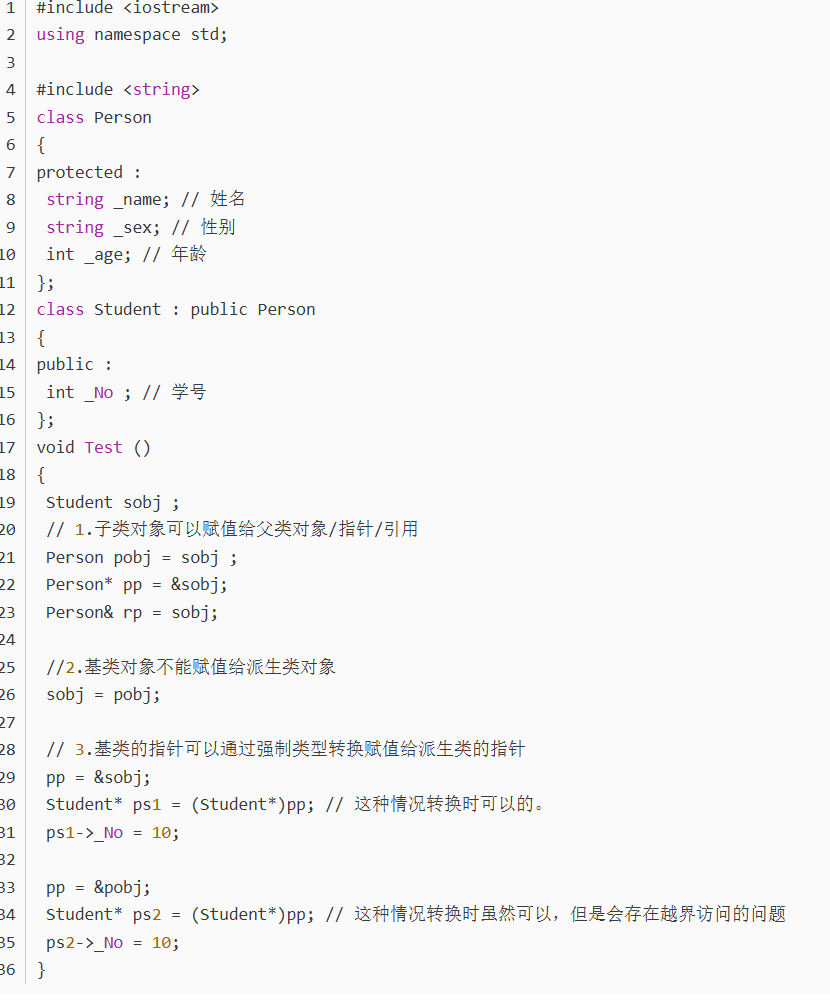 1 #include <iostream>
2 using namespace std;
3
4 #include <string>
5 class Person
6 {
7 protected :
8 string _name; // 姓名
9 string _sex; // 性别
10 int _age; // 年龄
11 };
12 class Student : public Person
13 {
14 public :
15 int _No ; // 学号
16 };
17 void Test ()
18 {
19 Student sobj ;
20 // 1.子类对象可以赋值给父类对象/指针/引用
21 Person pobj = sobj ;
22 Person* pp = &sobj;
23 Person& rp = sobj;
24
25 //2.基类对象不能赋值给派生类对象
26 sobj = pobj;
27
28 // 3.基类的指针可以通过强制类型转换赋值给派生类的指针
29 pp = &sobj;
30 Student* ps1 = (Student*)pp; // 这种情况转换时可以的。
31 ps1->_No = 10;
32
33 pp = &pobj;
34 Student* ps2 = (Student*)pp; // 这种情况转换时虽然可以，但是会存在越界访问的问题
35 ps2->_No = 10;
36 }